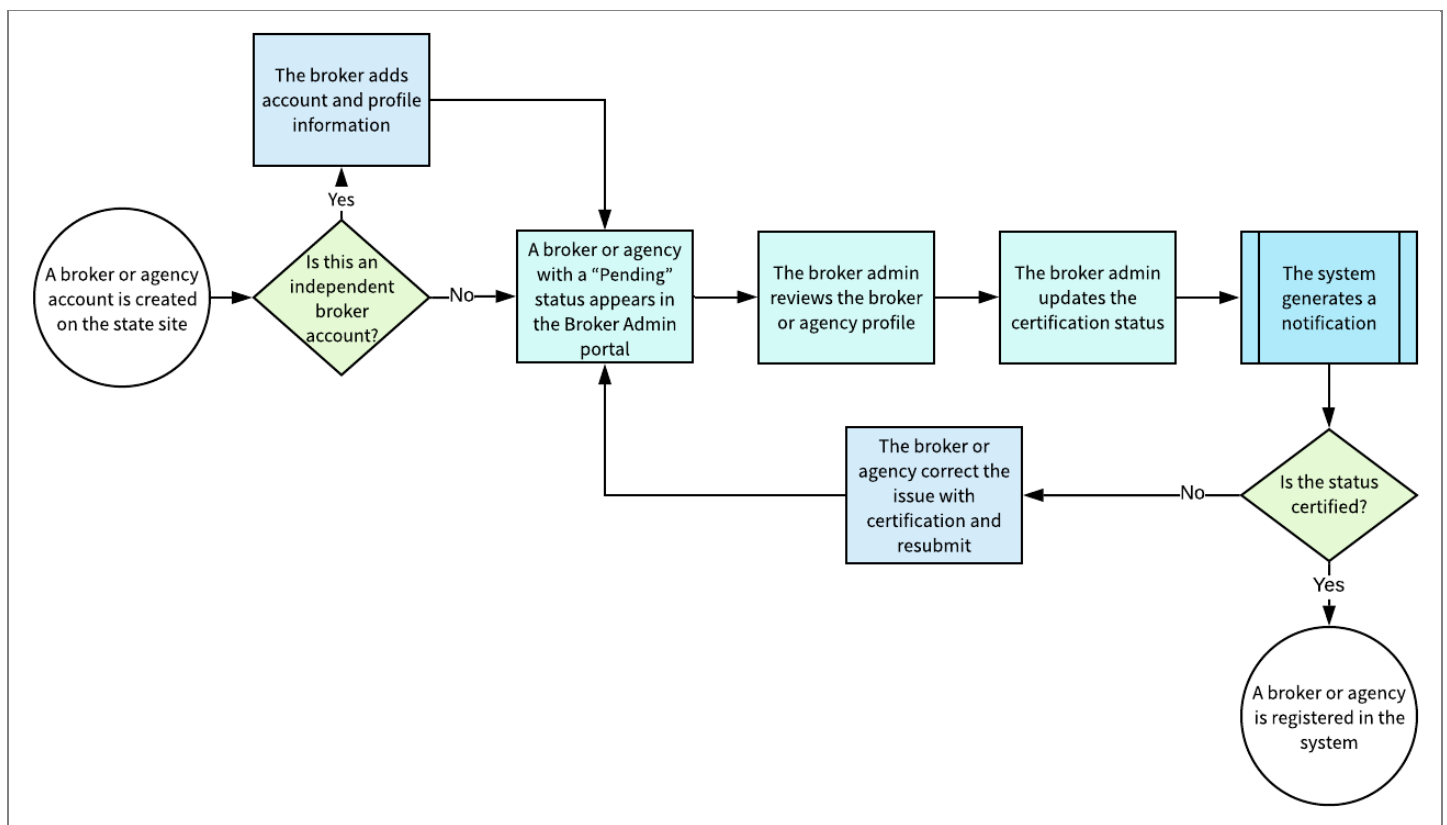 The broker adds
account and profile
information
Yes
A broker or agency
account is created
on the state site
Is this an
independent
broker
account?
No
A broker or agency
with a “Pending”
status appears in
the Broker Admin
portal
The broker admin
reviews the broker
or agency profile
The broker admin
updates the
certification status
The system
generates a
notification
Is the status
certified?
No
The broker or
agency correct the
issue with
certification and
resubmit
Yes
A broker or agency
is registered in the
system